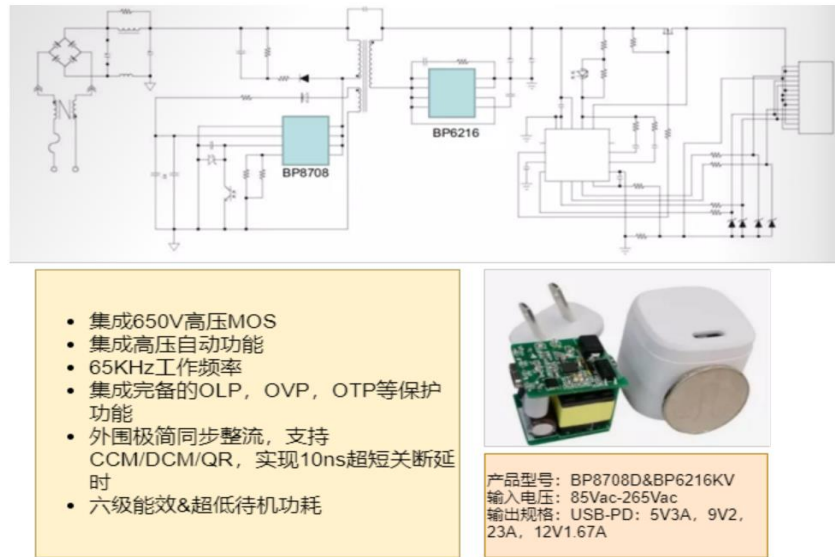 BP6216
BP8708
• 集成650V高压MOS
• 集成高压自动功能
• 65KHz工作频率
• 集成完备的OLP，OVP，OTP等保护
功能
• 外围极简同步整流，支持
CCM/DCM/QR，实现10ns超短关断延
时
• 六级能效&超低待机功耗
产品型号：BP8708D&BP6216KV
输入电压：85Vac-265Vac
输出规格：USB-PD：5V3A，9V2，
23A，12V1.67A